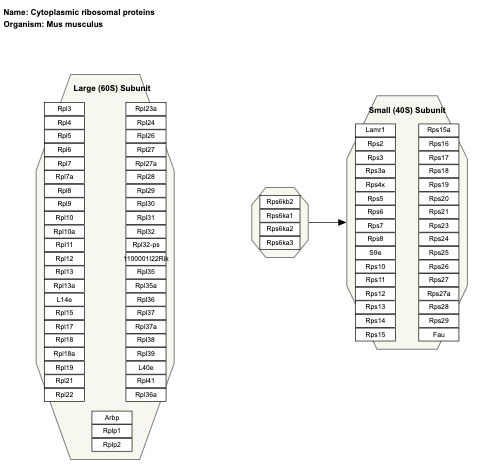 Name: Cytoplasmic ribosomal proteins
Organism: Mus musculus
Large (60S) Subunit
Rpl3
Rpl4
Rpl5
Rpl6
Rpl7
Rpl7a
Rpl8
Rpl9
Rpl10
Rpl10a
Rpl11
Rpl12
Rpl13
Rpl13a
L14e
Rpl15
Rpl17
Rpl18
Rpl18a
Rpl19
Rpl21
Rpl22
Rpl23a
Rpl24
Rpl26
Rpl27
Rpl27a
Rpl28
Rpl29
Rpl30
Rpl31
Rpl32
Rpl32-ps
1100001I22Rik
Rpl35
Rpl35a
Rpl36
Rpl37
Rpl37a
Rpl38
Rpl39
L40e
Rpl41
Rpl36a
Arbp
Rplp1
Rplp2
Rps6kb2
Rps6ka1
Rps6ka2
Rps6ka3
Small (40S) Subunit
Lamr1
Rps2
Rps3
Rps3a
Rps4x
Rps5
Rps6
Rps7
Rps8
S9e
Rps10
Rps11
Rps12
Rps13
Rps14
Rps15
Rps15a
Rps16
Rps17
Rps18
Rps19
Rps20
Rps21
Rps23
Rps24
Rps25
Rps26
Rps27
Rps27a
Rps28
Rps29
Fau